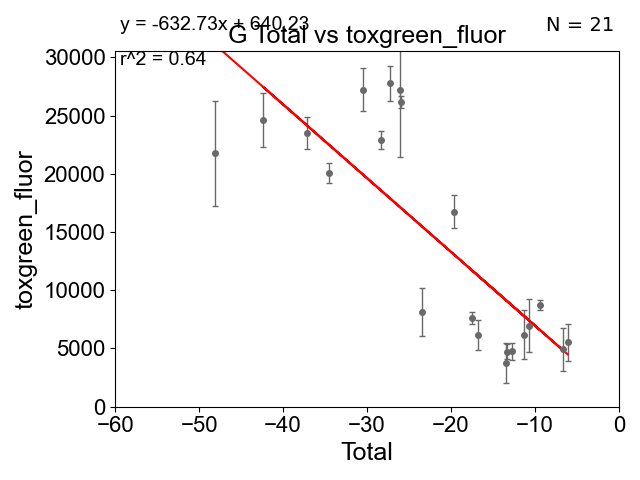 y = -632.73x + 640.23
N = 21
G Total vs toxgreen_fluor
r^2 = 0.64
30000
25000
20000
15000
10000
5000
0
toxgreen_fluor
−60
−50
−40
−30
−20
−10
0
Total